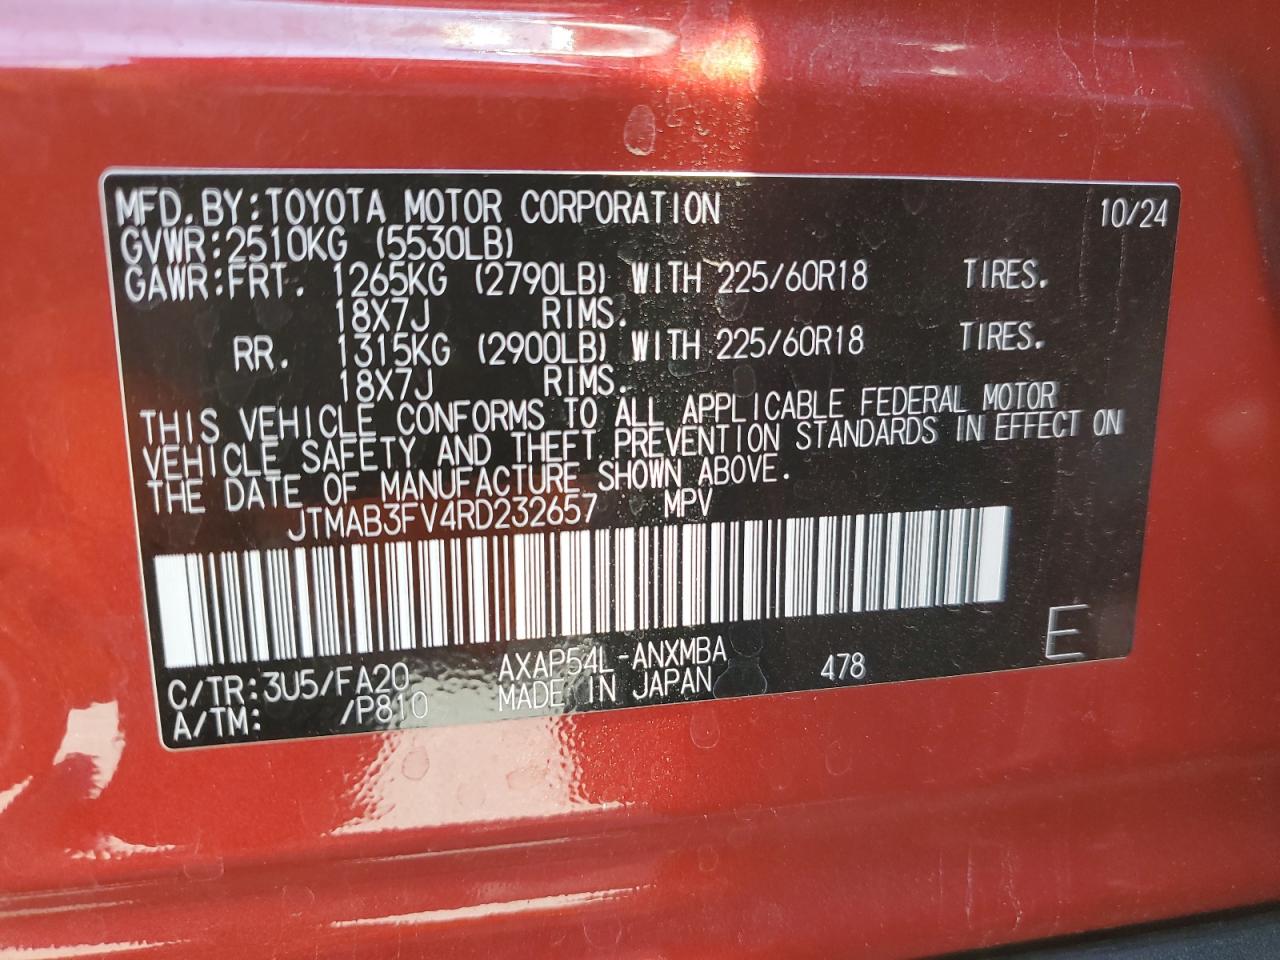 MFD.BY:TOYOTA MOTOR CORPORATION 10/24
GVWR:2510KG (5530LB)
GAWR:FRT. 1265KG (2790LB) WITH 225/60R18 TIRES.
18X7J RIMS.
RR. 1315KG (2900LB) WITH 225/60R18 TIRES.
18X7J RIMS.
THIS VEHICLE CONFORMS TO ALL APPLICABLE FEDERAL MOTOR
VEHICLE SAFETY AND THEFT PREVENTION STANDARDS IN EFFECT ON
THE DATE OF MANUFACTURE SHOWN ABOVE.
JTMAB3FV4RD232657 MPV
E
C/TR:3U5/FA20 AXAP54L-ANXMBA 478
A/TM: /P810 MADE IN JAPAN